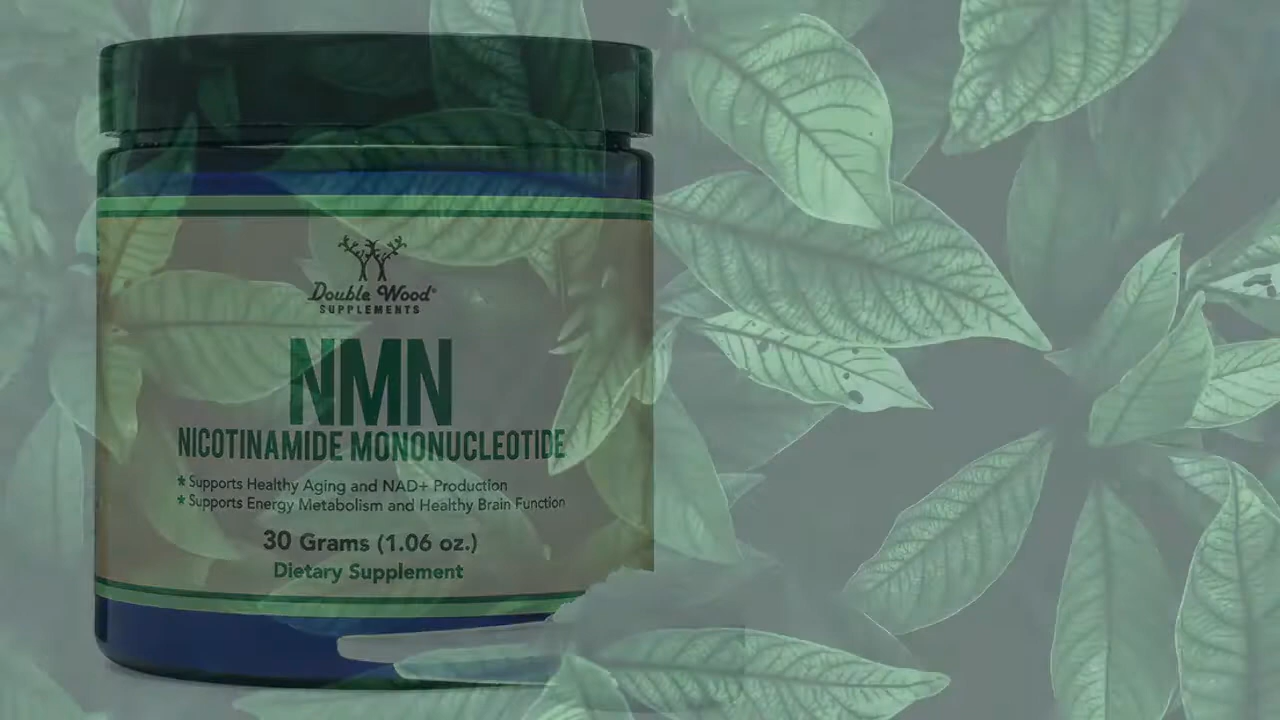 Double Wood®
SUPPLEMENTS
NMN
NICOTINAMIDE MONONUCLEOTIDE
* Supports Healthy Aging and NAD+ Production
* Supports Energy Metabolism and Healthy Brain Function
30 Grams (1.06 oz.)
Dietary Supplement